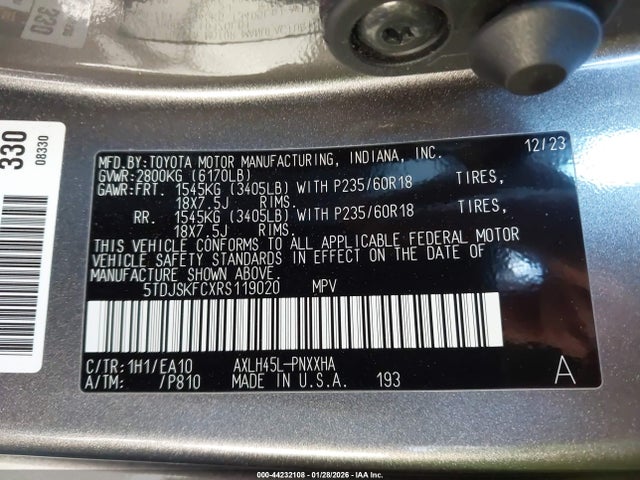 330
330
08330
MFD.BY:TOYOTA MOTOR MANUFACTURING, INDIANA, INC. 12/23
GVWR:2800KG (6170LB)
GAWR:FRT. 1545KG (3405LB) WITH P235/60R18 TIRES,
18X7.5J RIMS.
RR. 1545KG (3405LB) WITH P235/60R18 TIRES,
18X7.5J RIMS.
THIS VEHICLE CONFORMS TO ALL APPLICABLE FEDERAL MOTOR
VEHICLE SAFETY STANDARDS IN EFFECT ON THE DATE OF
MANUFACTURE SHOWN ABOVE.
5TDJSKFCXRS119020 MPV
C/TR:1H1/EA10 AXLH45L-PNXXHA
A/TM: /P810 MADE IN U.S.A. 193 A
000-44232108 - 01/28/2026 - IAA Inc.